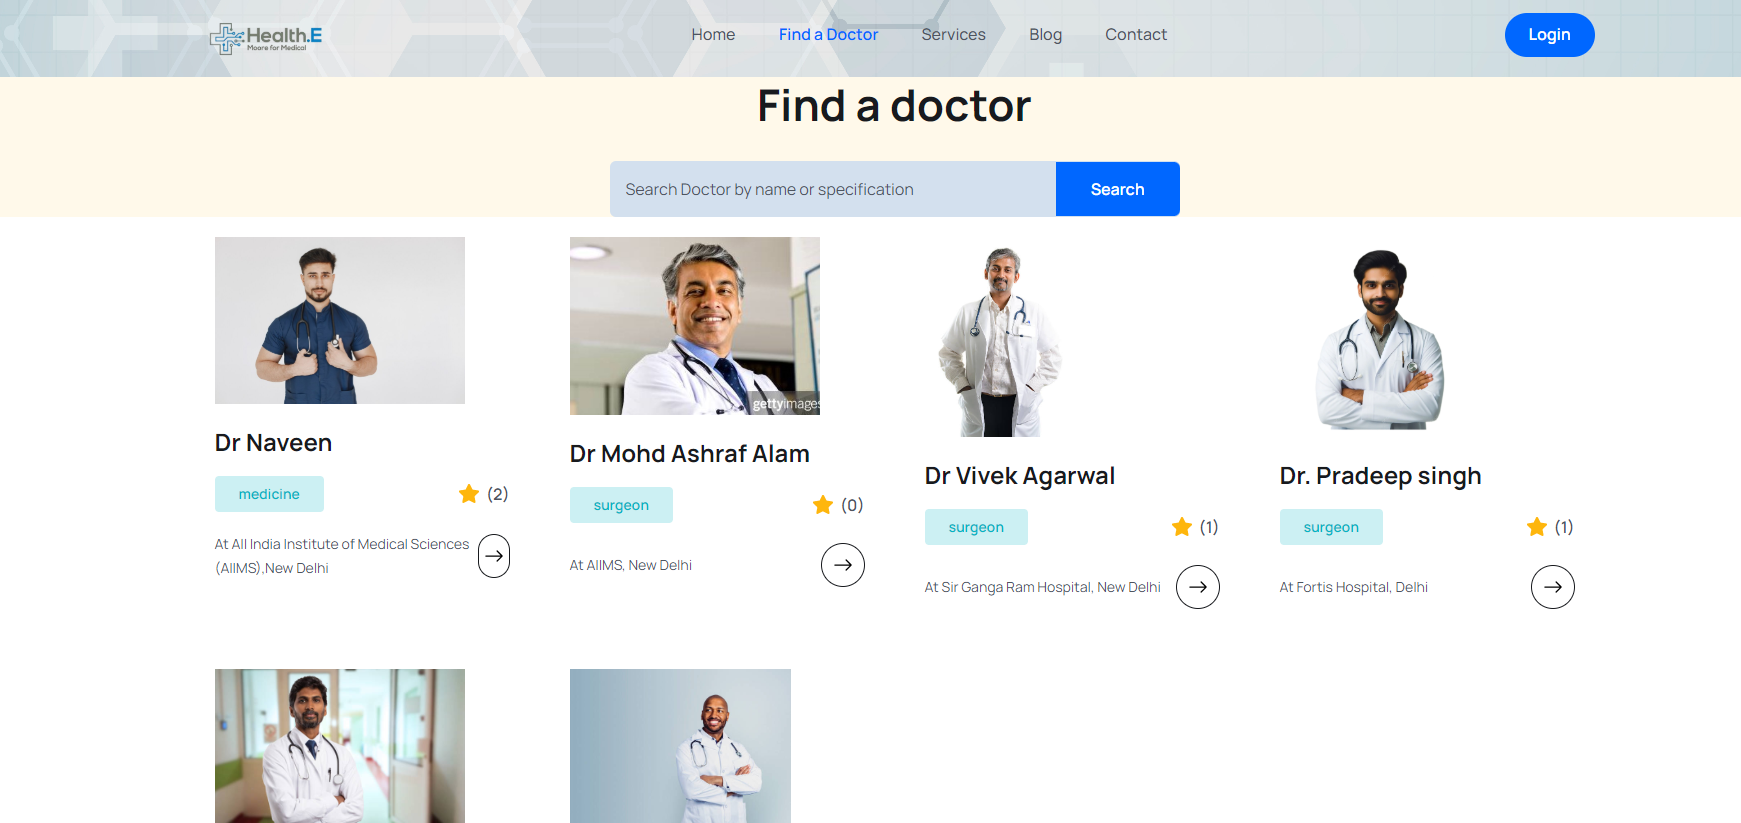 Health.E
Moare for Medical
Home
Find a Doctor
Services
Blog
Contact
Login
Find a doctor
Search Doctor by name or specification
Search
gettyimages
Dr Naveen
medicine
(2)
At All India Institute of Medical Sciences
(AIIMS),New Delhi
Dr Mohd Ashraf Alam
surgeon
(0)
At AIIMS, New Delhi
Dr Vivek Agarwal
surgeon
(1)
At Sir Ganga Ram Hospital, New Delhi
Dr. Pradeep singh
surgeon
(1)
At Fortis Hospital, Delhi